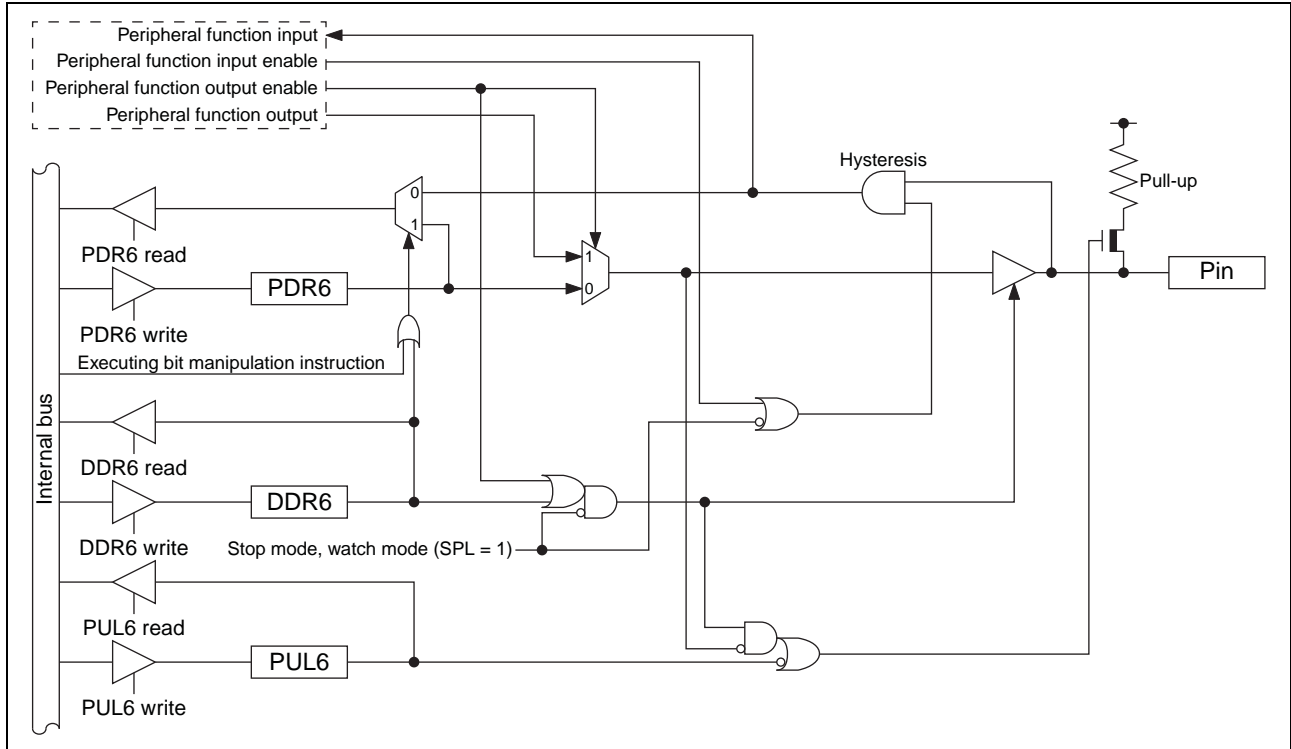 Peripheral function input
Peripheral function input enable
Peripheral function output enable
Peripheral function output
Hysteresis
Pull-up
0
1
PDR6 read
1
0
PDR6
Pin
PDR6 write
Executing bit manipulation instruction
Internal bus
DDR6 read
DDR6
DDR6 write
Stop mode, watch mode (SPL = 1)
PUL6 read
PUL6
PUL6 write